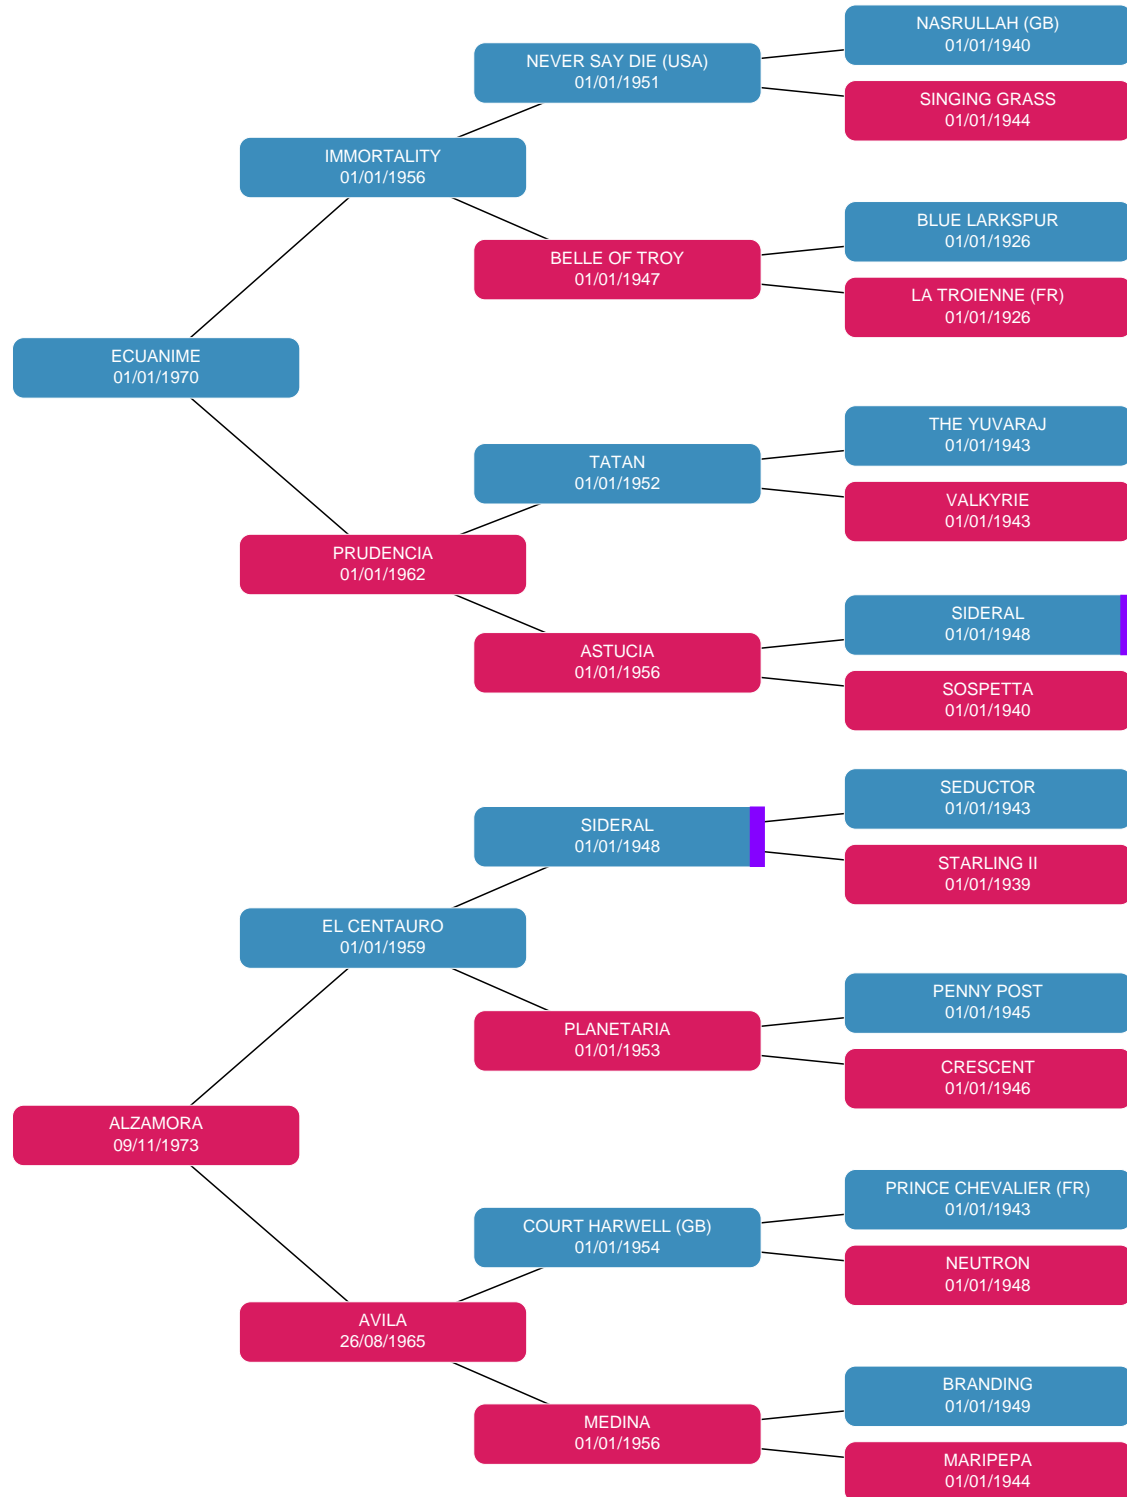 NASRULLAH (GB)
01/01/1940
NEVER SAY DIE (USA)
01/01/1951
SINGING GRASS
01/01/1944
IMMORTALITY
01/01/1956
BLUE LARKSPUR
01/01/1926
BELLE OF TROY
01/01/1947
LA TROIENNE (FR)
01/01/1926
ECUANIME
01/01/1970
THE YUVARAJ
01/01/1943
TATAN
01/01/1952
VALKYRIE
01/01/1943
PRUDENCIA
01/01/1962
SIDERAL
01/01/1948
ASTUCIA
01/01/1956
SOSPETTA
01/01/1940
SEDUCTOR
01/01/1943
SIDERAL
01/01/1948
STARLING II
01/01/1939
EL CENTAURO
01/01/1959
PENNY POST
01/01/1945
PLANETARIA
01/01/1953
CRESCENT
01/01/1946
ALZAMORA
09/11/1973
PRINCE CHEVALIER (FR)
01/01/1943
COURT HARWELL (GB)
01/01/1954
NEUTRON
01/01/1948
AVILA
26/08/1965
BRANDING
01/01/1949
MEDINA
01/01/1956
MARIPEPA
01/01/1944